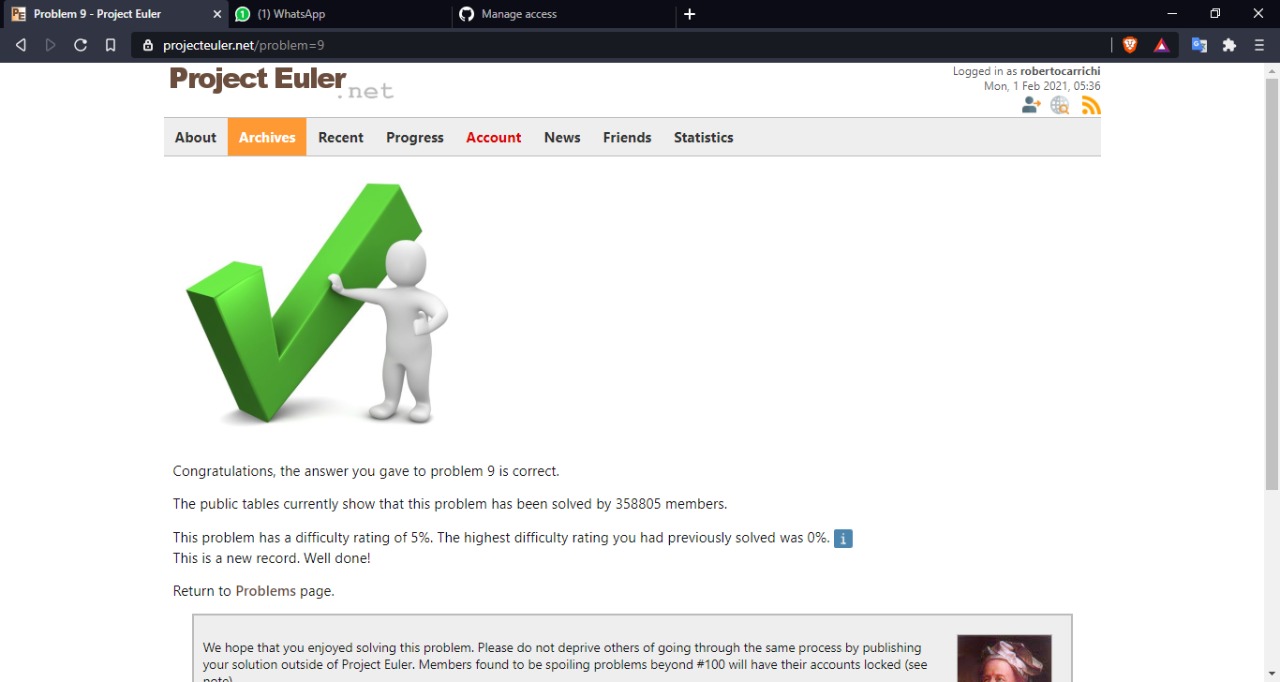 Problem 9 - Project Euler
(1) WhatsApp
Manage access
projecteuler.net/problem=9
Project Euler
.net
Logged in as robertocarrichi
Mon, 1 Feb 2021, 05:36
About Archives Recent Progress Account News Friends Statistics
Congratulations, the answer you gave to problem 9 is correct.
The public tables currently show that this problem has been solved by 358805 members.
This problem has a difficulty rating of 5%. The highest difficulty rating you had previously solved was 0%. i
This is a new record. Well done!
Return to Problems page.
We hope that you enjoyed solving this problem. Please do not deprive others of going through the same process by publishing
your solution outside of Project Euler. Members found to be spoiling problems beyond #100 will have their accounts locked (see
note)